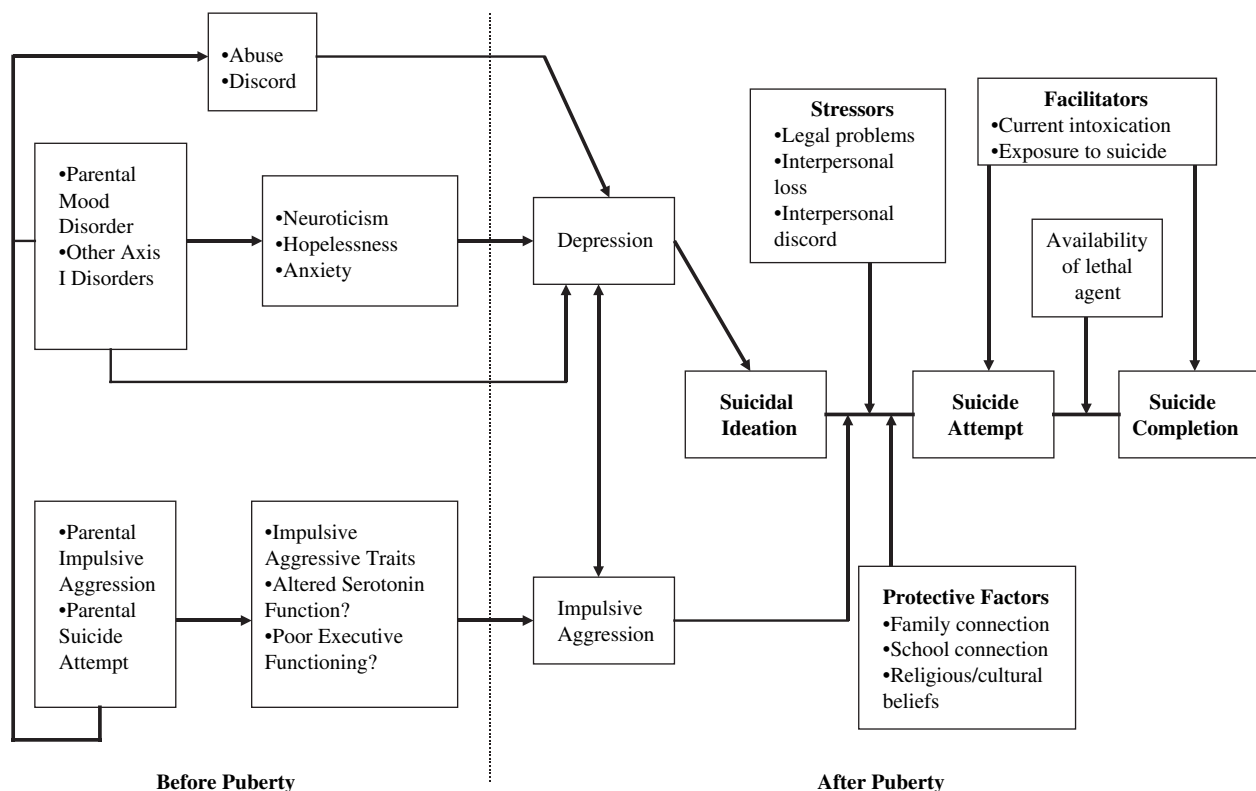 •Abuse
•Discord
•Parental
Mood
Disorder
•Other Axis
I Disorders
•Neuroticism
•Hopelessness
•Anxiety
Depression
Stressors
•Legal problems
•Interpersonal
loss
•Interpersonal
discord
Facilitators
•Current intoxication
•Exposure to suicide
Availability
of lethal
agent
Suicidal
Ideation
Suicide
Attempt
Suicide
Completion
•Parental
Impulsive
Aggression
•Parental
Suicide
Attempt
•Impulsive
Aggressive Traits
•Altered Serotonin
Function?
•Poor Executive
Functioning?
Impulsive
Aggression
Protective Factors
•Family connection
•School connection
•Religious/cultural
beliefs
Before Puberty
After Puberty